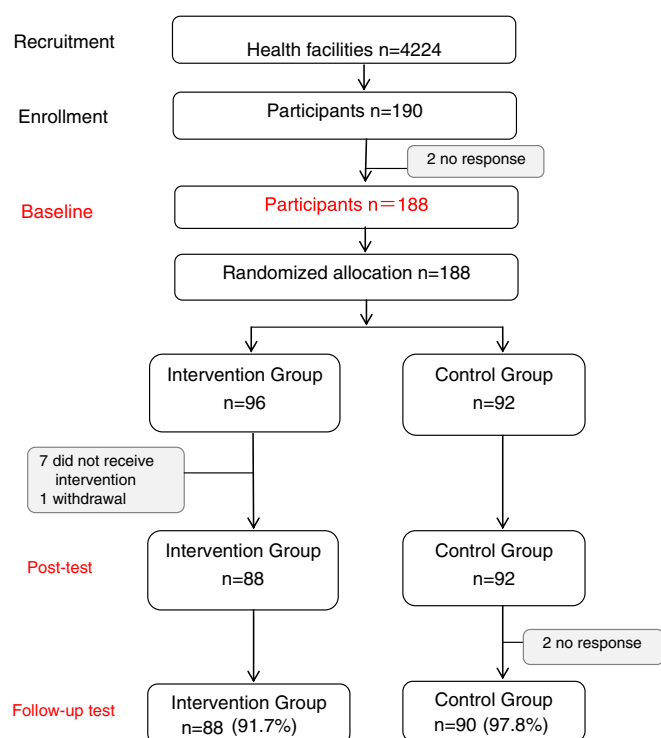 Recruitment
Health facilities n=4224
Enrollment
Participants n=190
2 no response
Baseline
Participants n=188
Randomized allocation n=188
Intervention Group
n=96
Control Group
n=92
7 did not receive
intervention
1 withdrawal
Post-test
Intervention Group
n=88
Control Group
n=92
2 no response
Follow-up test
Intervention Group
n=88 (91.7%)
Control Group
n=90 (97.8%)